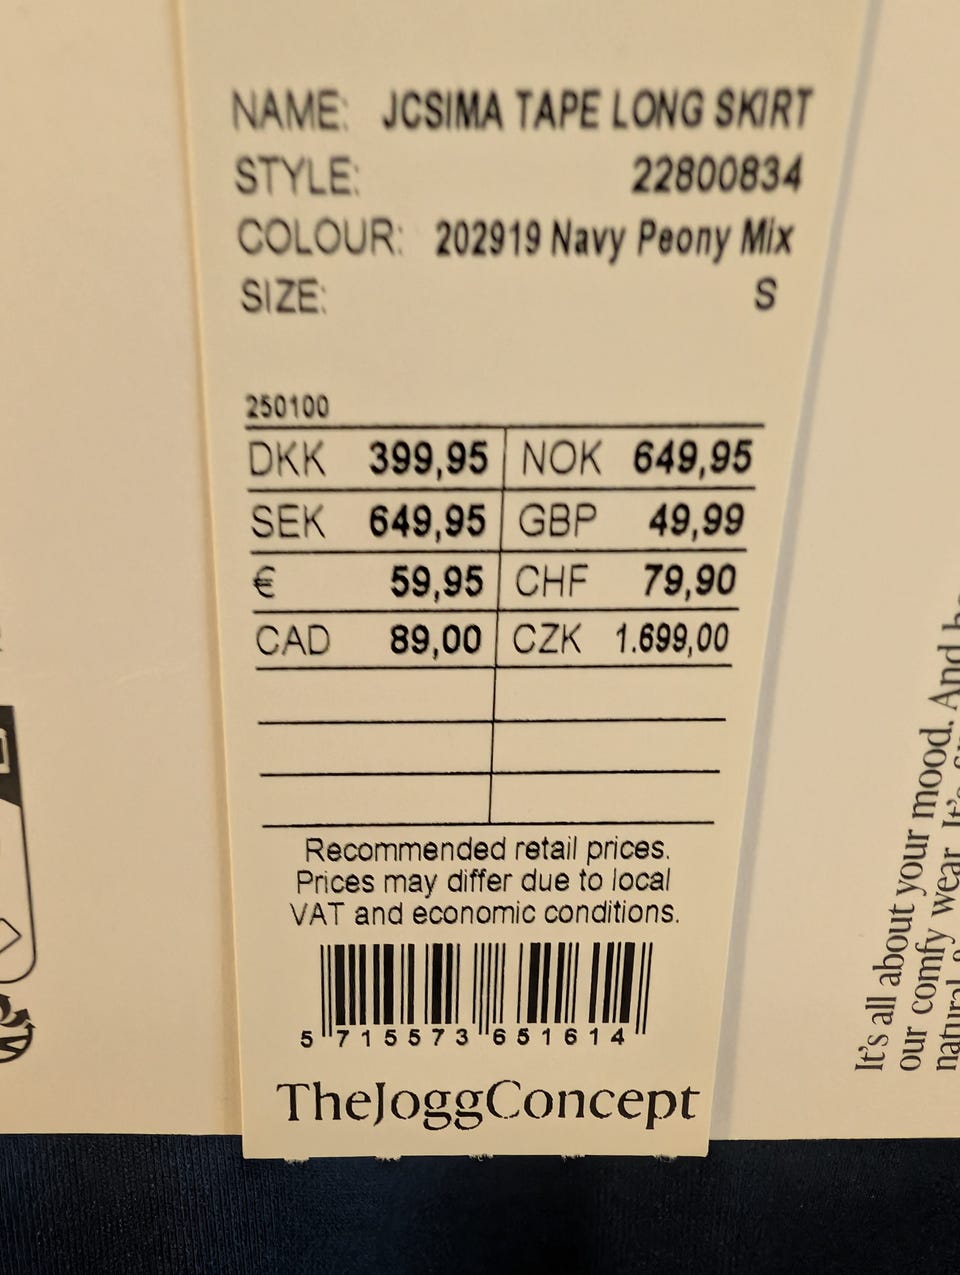 NAME: JCSIMA TAPE LONG SKIRT
STYLE: 22800834
COLOUR: 202919 Navy Peony Mix
SIZE: S
250100
DKK 399,95 NOK 649,95
SEK 649,95 GBP 49,99
€ 59,95 CHF 79,90
CAD 89,00 CZK 1.699,00
Recommended retail prices.
Prices may differ due to local
VAT and economic conditions.
5 715573 651614
TheJoggConcept
It's all about your mood. And
our comfy wear. It's
natural